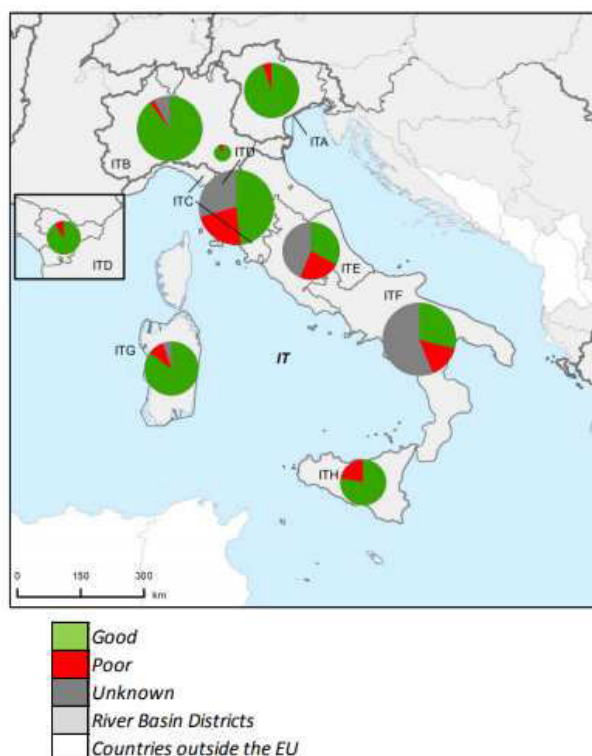 ITA
ITB
ITD
ITC
ITE
ITD
ITF
ITG
IT
ITH
0 150 300
km
Good
Poor
Unknown
River Basin Districts
Countries outside the EU